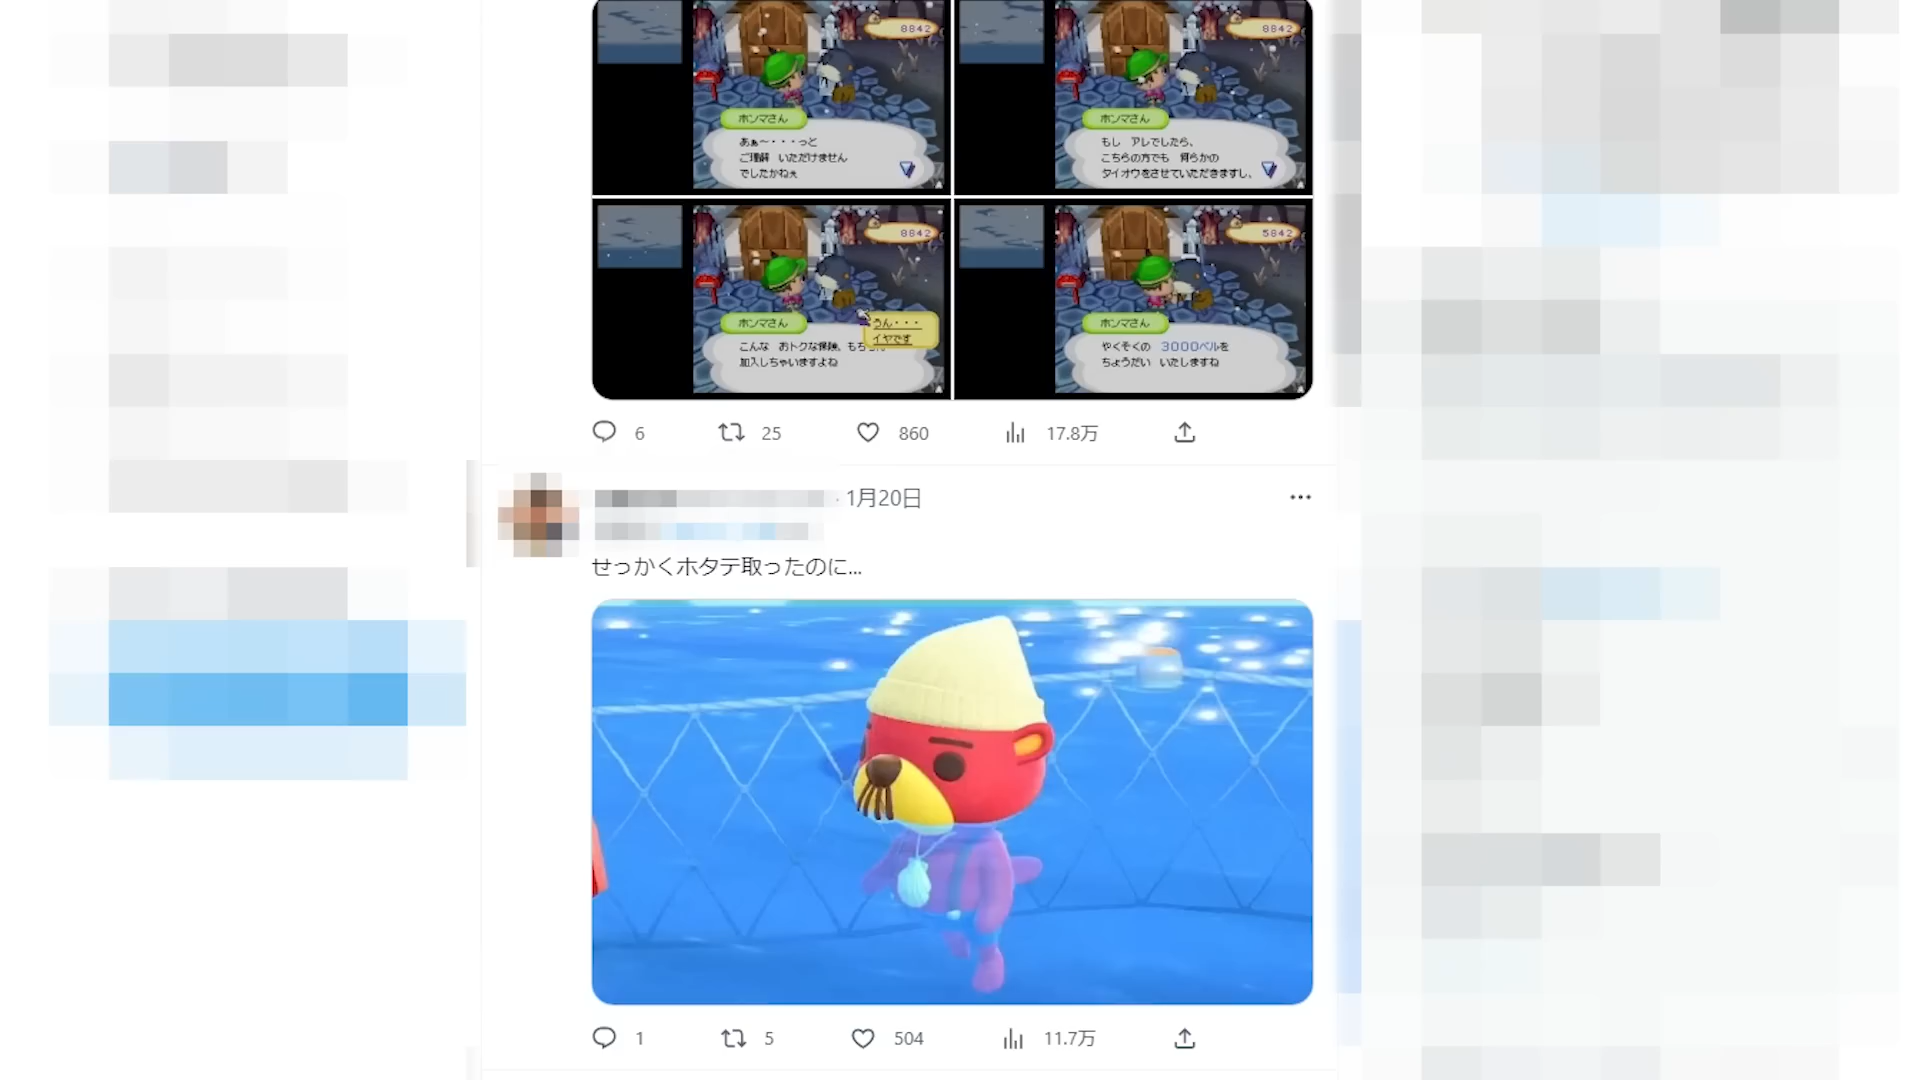 8842
ホンマさん
あぁ～・・・っと
ご理解 いただけません
でしたかねぇ
8842
ホンマさん
もし アレでしたら、
こちらの方でも 何らかの
タイオウをさせていただきますし、
8842
うん・・・
イヤです
ホンマさん
こんな おトクな保険、もち
加入しちゃいますよね
5842
ホンマさん
やくそくの 3000ベルを
ちょうだい いたしますね
6 25 860 17.8万
· 1月20日
せっかくホタテ取ったのに...
1 5 504 11.7万